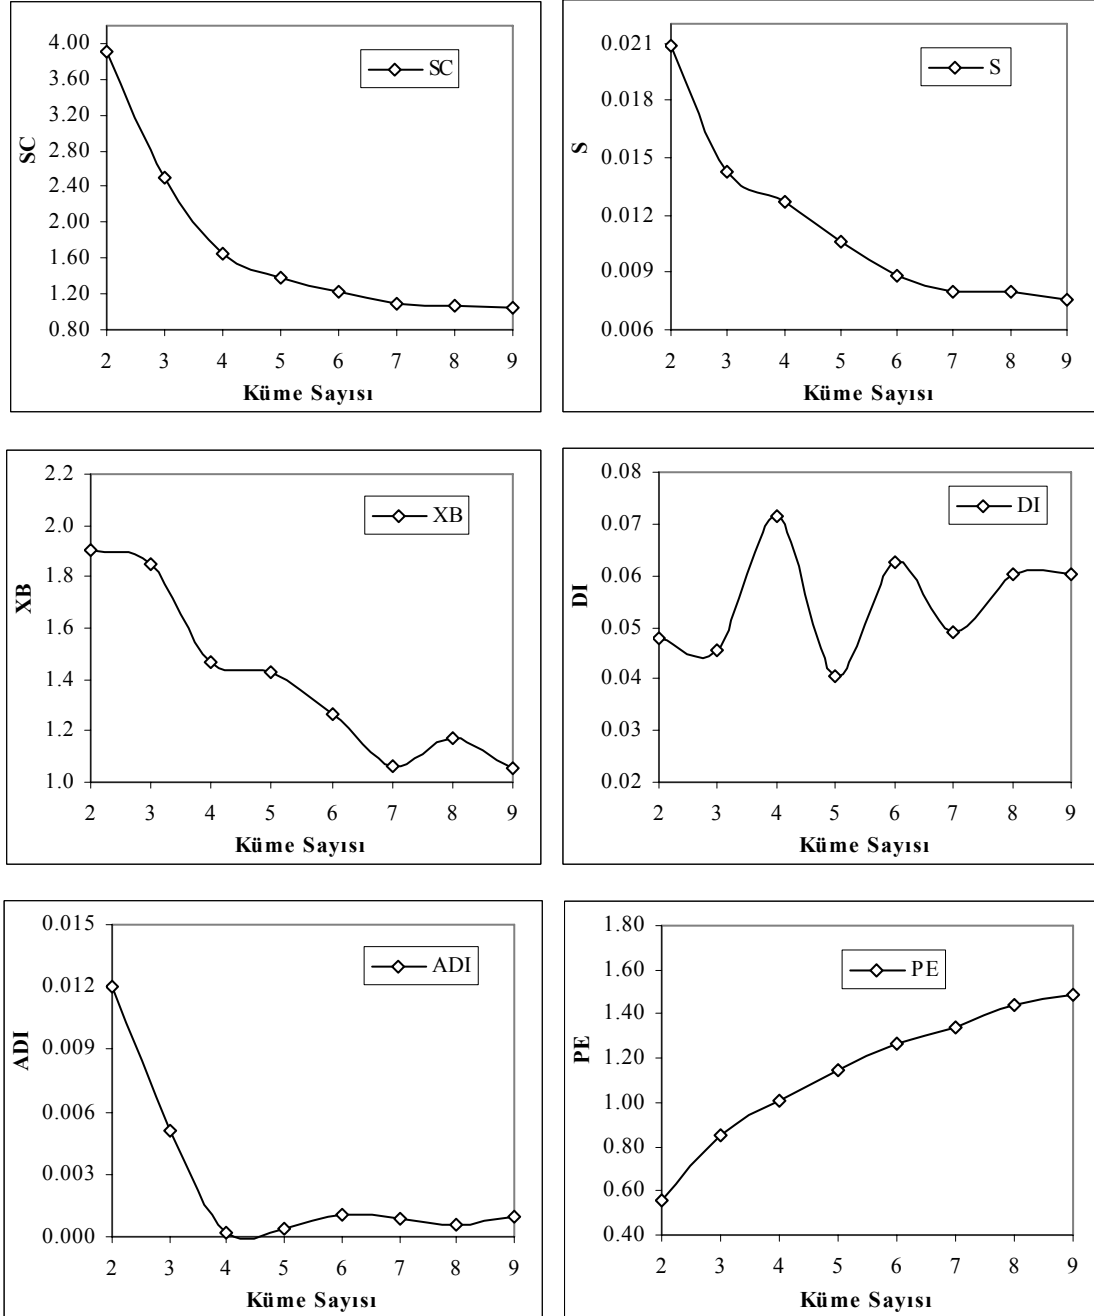 4.00
3.60
3.20
2.80
2.40
2.00
1.60
1.20
0.80
SC
SC
2 3 4 5 6 7 8 9
Küme Sayısı
0.021
0.018
0.015
0.012
0.009
0.006
S
S
2 3 4 5 6 7 8 9
Küme Sayısı
2.2
2.0
1.8
1.6
1.4
1.2
1.0
XB
XB
2 3 4 5 6 7 8 9
Küme Sayısı
0.08
0.07
0.06
0.05
0.04
0.03
0.02
DI
DI
2 3 4 5 6 7 8 9
Küme Sayısı
0.015
0.012
0.009
0.006
0.003
0.000
ADI
ADI
2 3 4 5 6 7 8 9
Küme Sayısı
1.80
1.60
1.40
1.20
1.00
0.80
0.60
0.40
PE
PE
2 3 4 5 6 7 8 9
Küme Sayısı